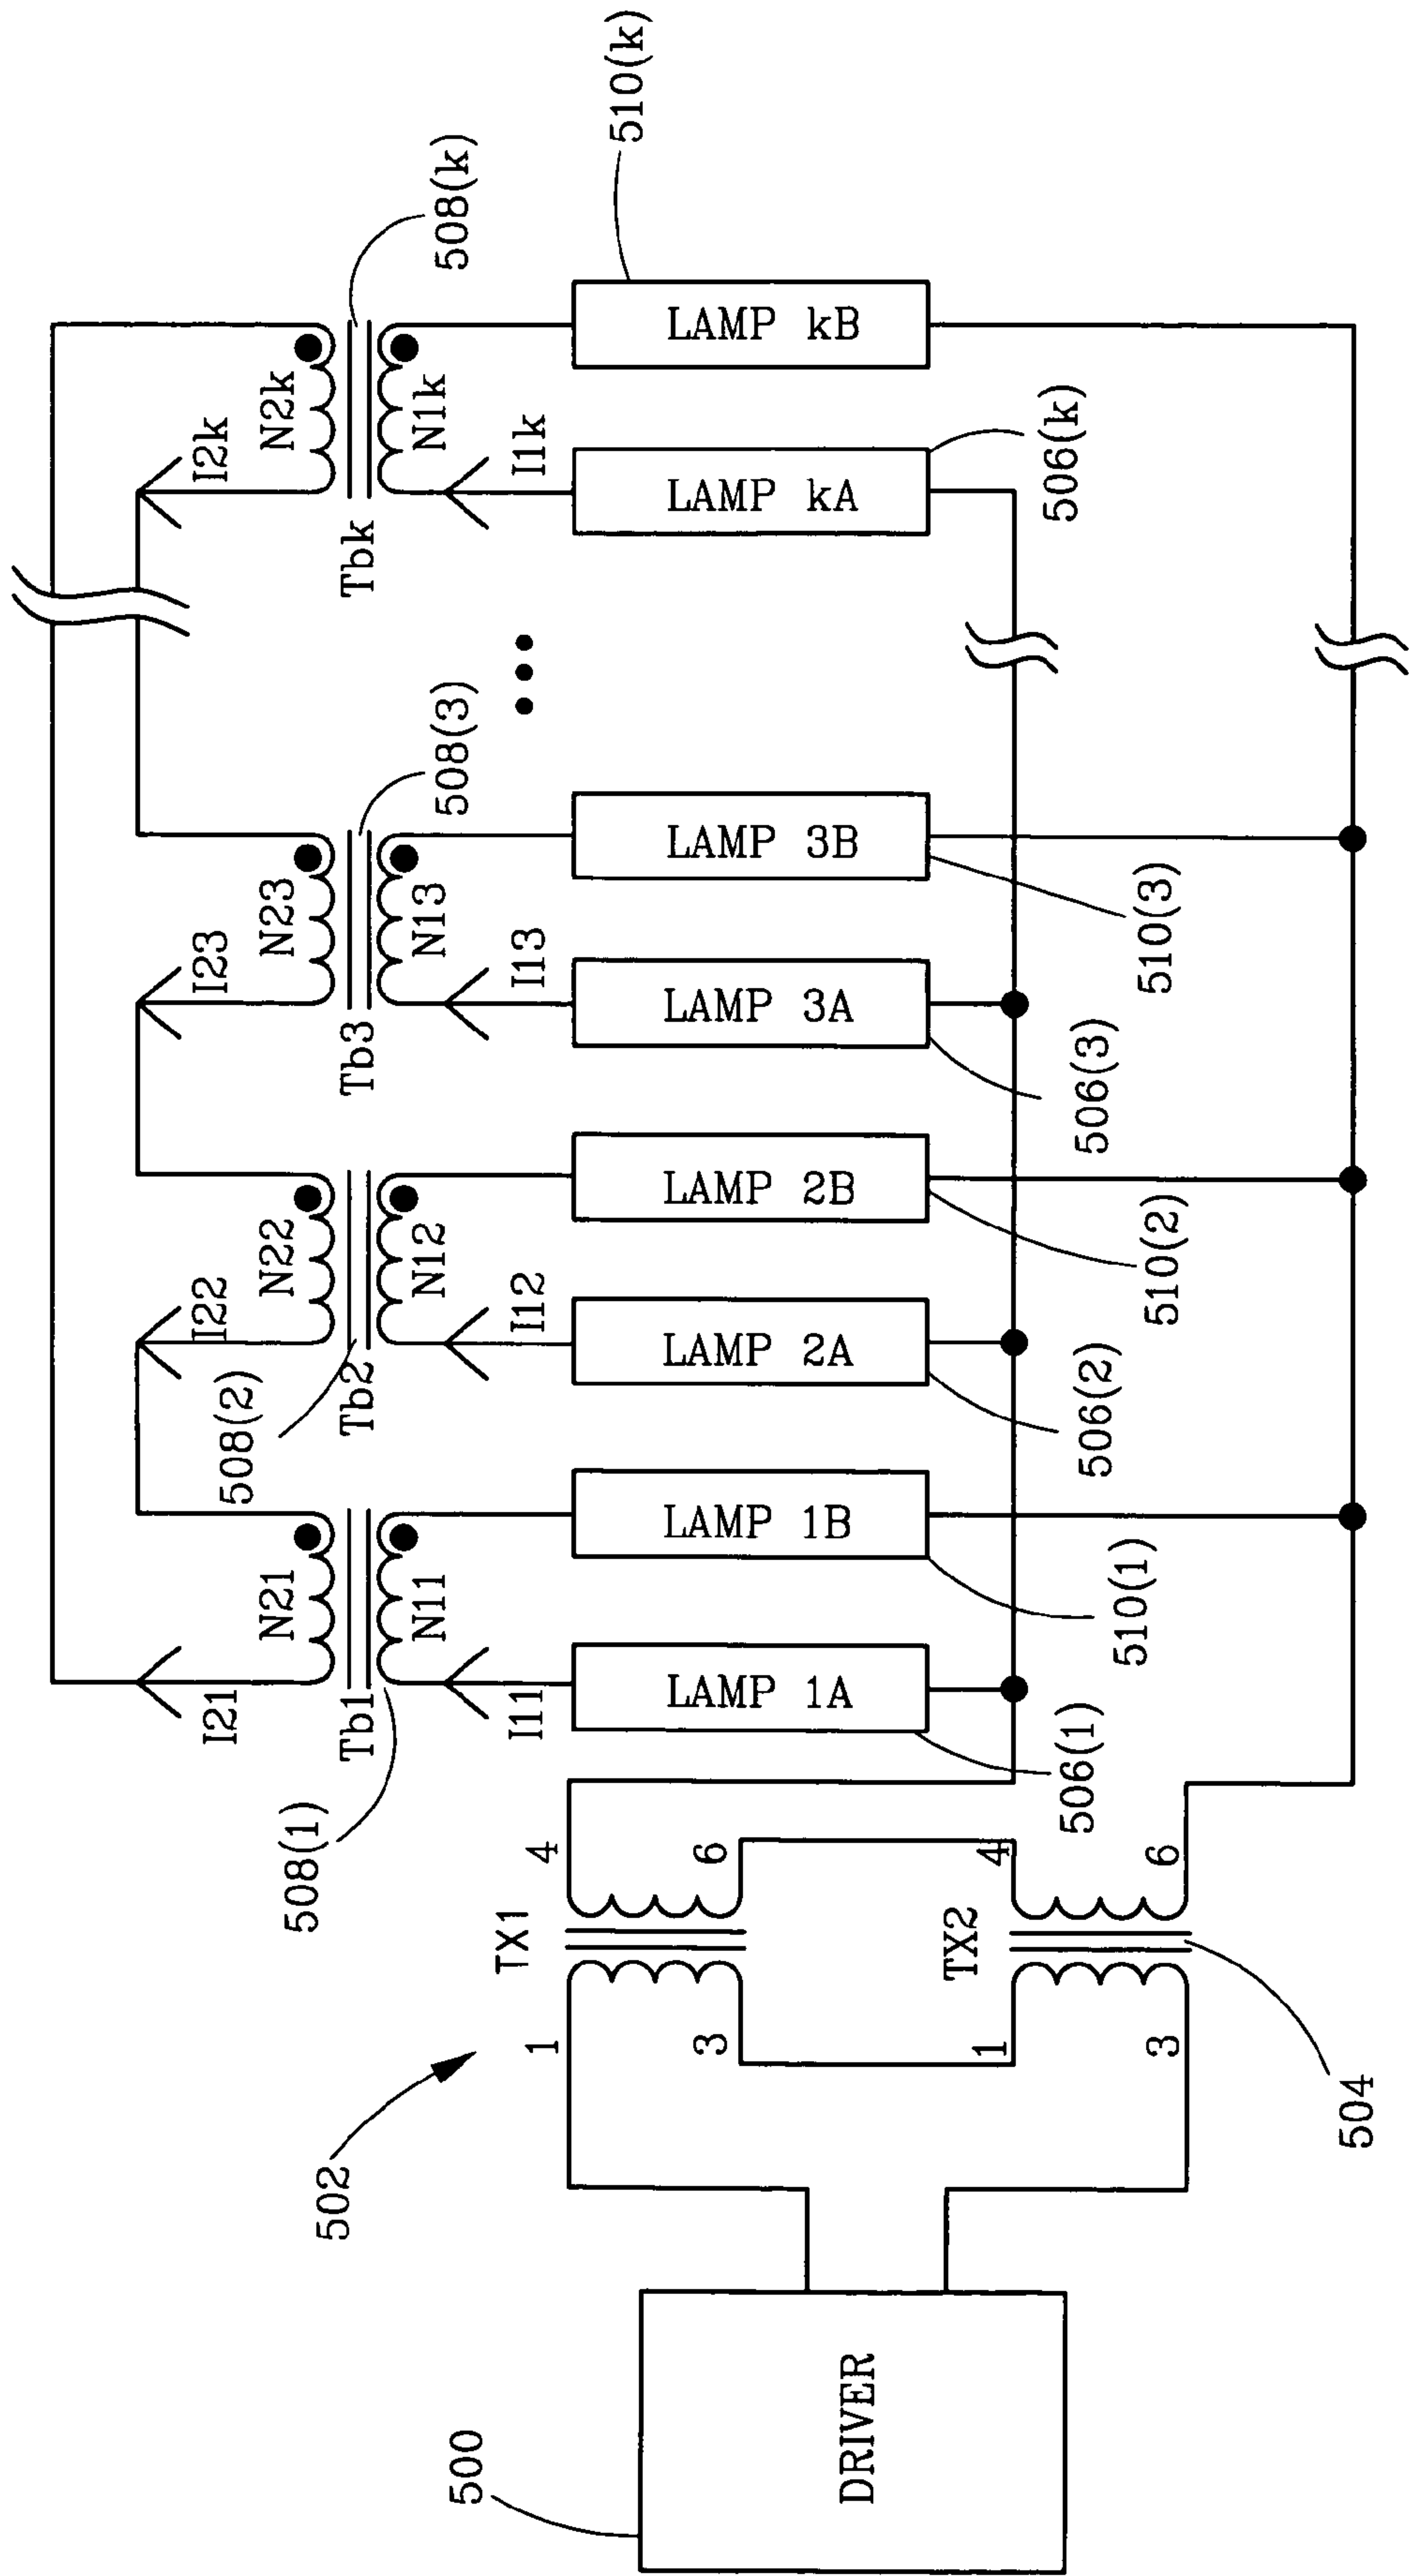 500
DRIVER
502
504
1
3
TX1
4
6
1
3
TX2
4
6
508(1)
I21
N21
Tb1
N11
I11
LAMP 1A
506(1)
LAMP 1B
510(1)
508(2)
I22
N22
Tb2
N12
I12
LAMP 2A
506(2)
LAMP 2B
510(2)
508(3)
I23
N23
Tb3
N13
I13
LAMP 3A
506(3)
LAMP 3B
510(3)
508(k)
I2k
N2k
Tbk
N1k
I1k
LAMP kA
506(k)
LAMP kB
510(k)